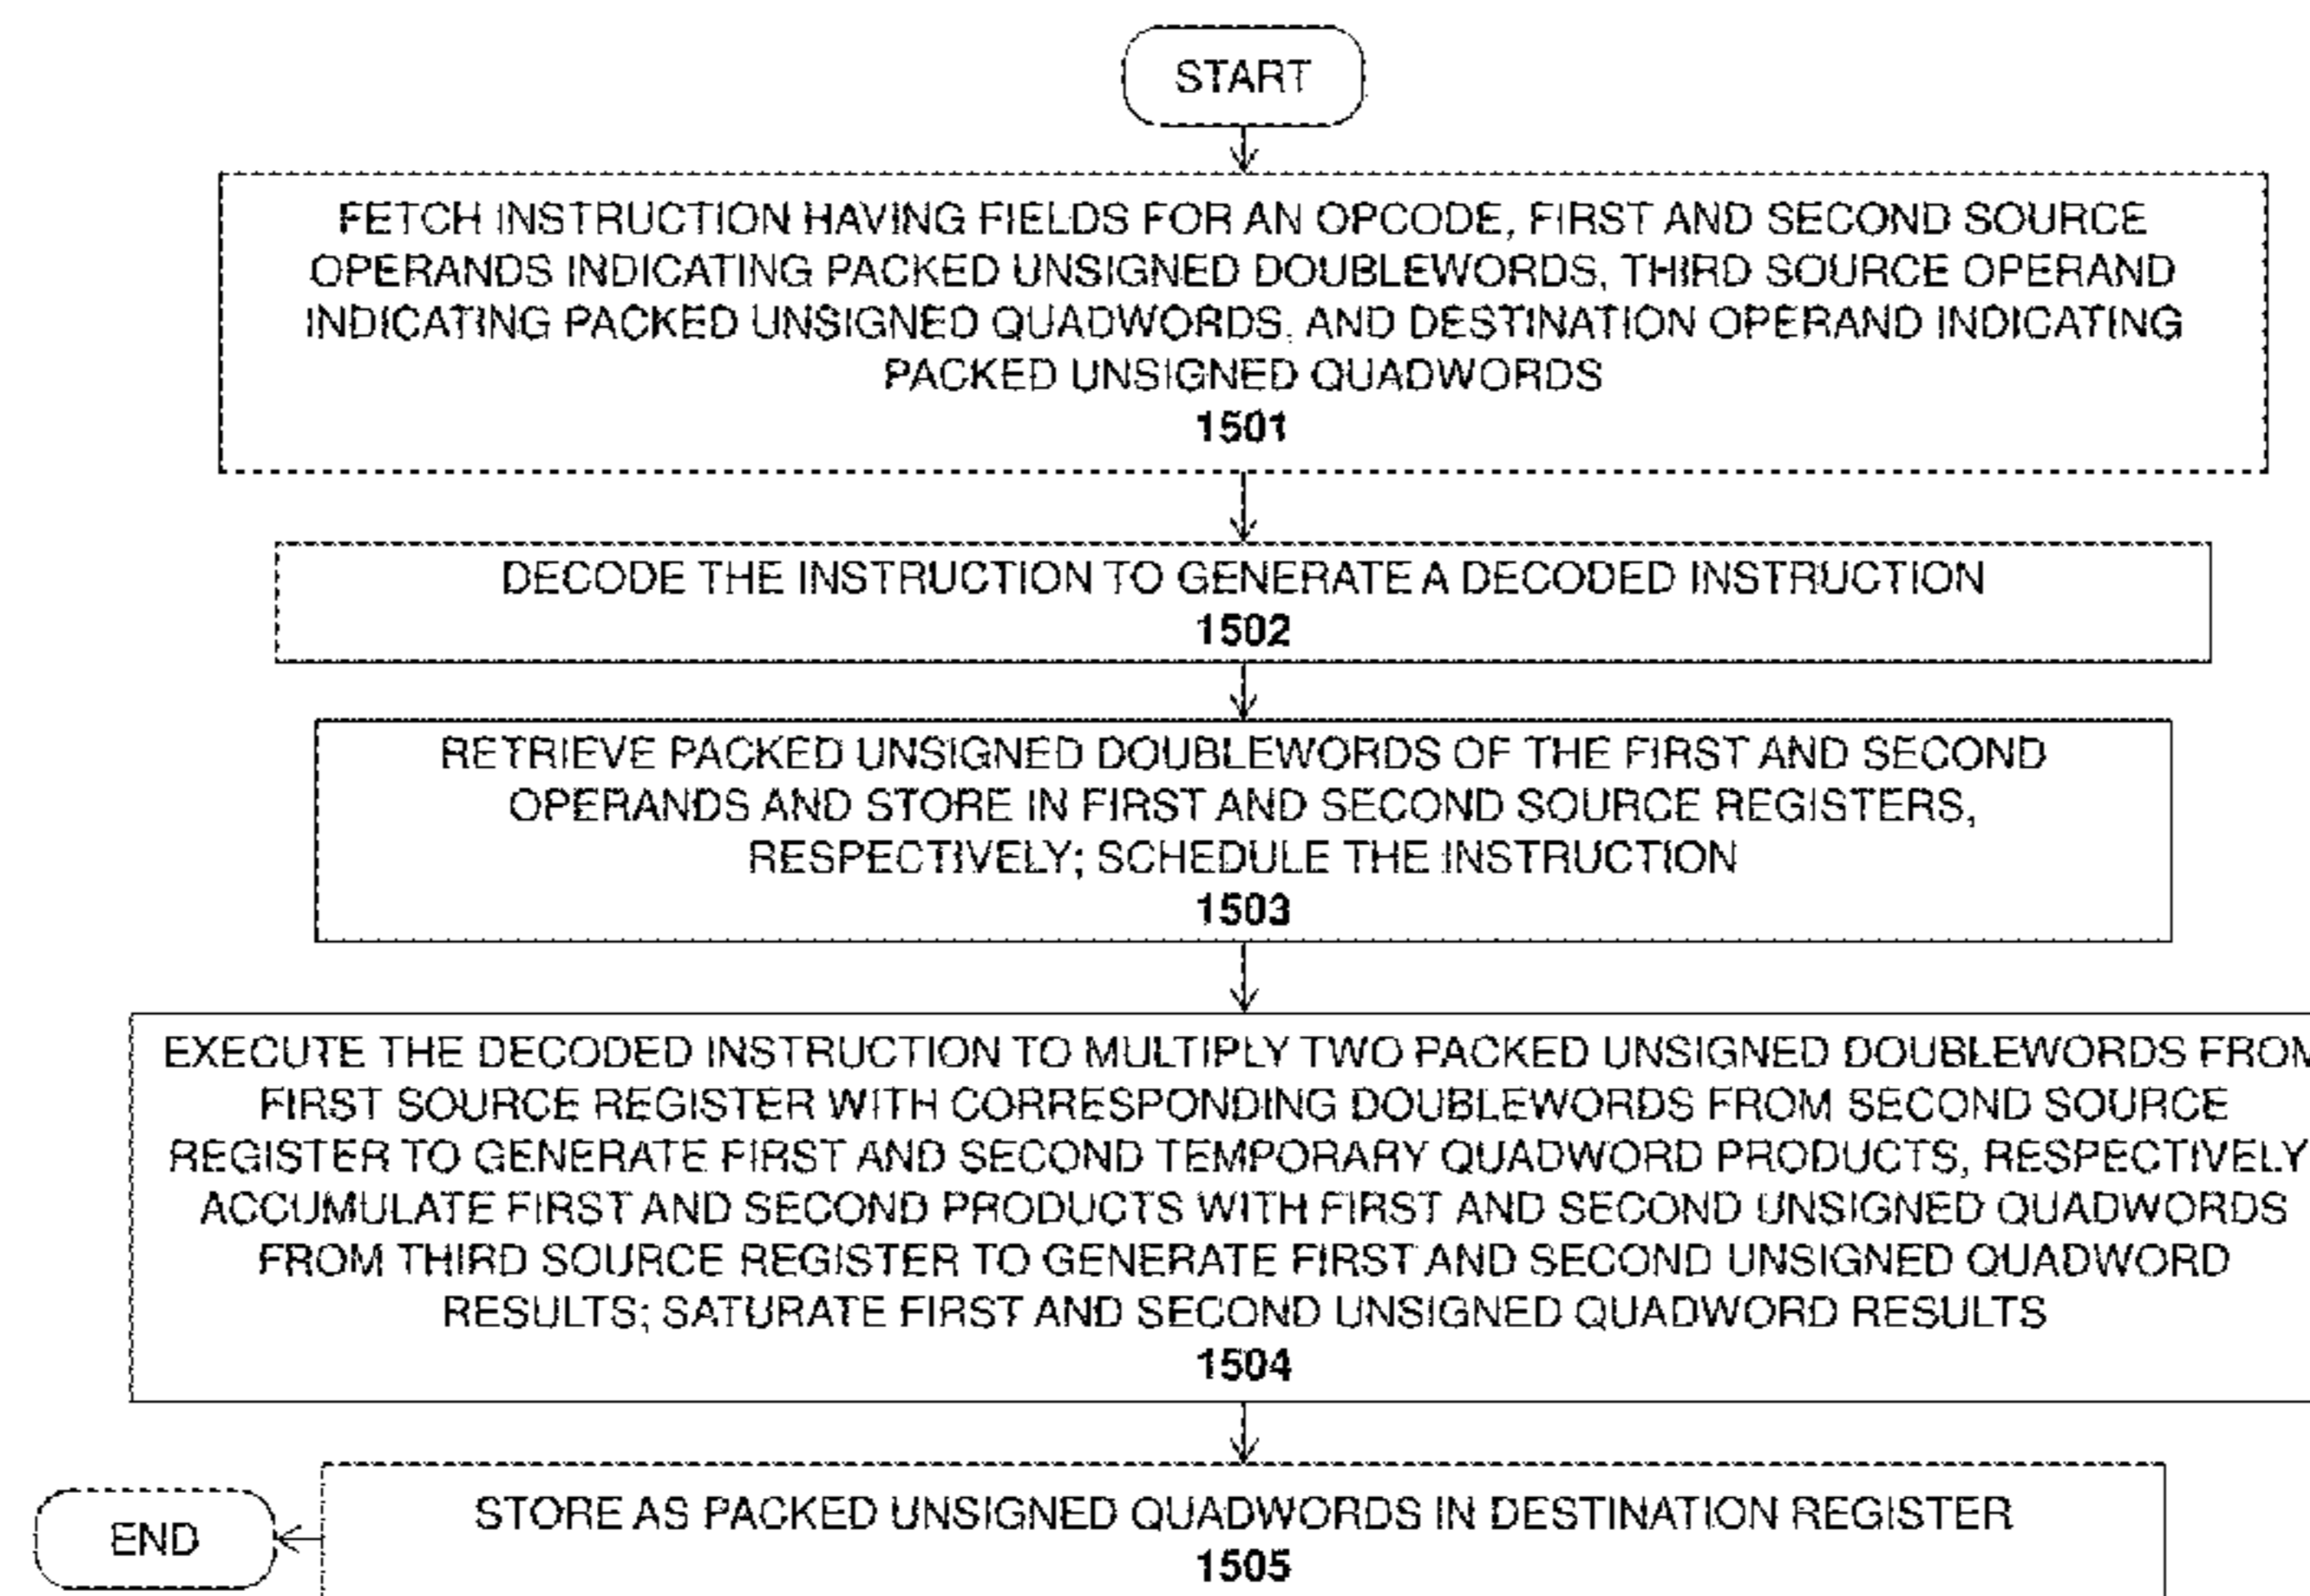 START
FETCH INSTRUCTION HAVING FIELDS FOR AN OPCODE, FIRST AND SECOND SOURCE
OPERANDS INDICATING PACKED UNSIGNED DOUBLEWORDS, THIRD SOURCE OPERAND
INDICATING PACKED UNSIGNED QUADWORDS, AND DESTINATION OPERAND INDICATING
PACKED UNSIGNED QUADWORDS
1501
DECODE THE INSTRUCTION TO GENERATE A DECODED INSTRUCTION
1502
RETRIEVE PACKED UNSIGNED DOUBLEWORDS OF THE FIRST AND SECOND
OPERANDS AND STORE IN FIRST AND SECOND SOURCE REGISTERS,
RESPECTIVELY; SCHEDULE THE INSTRUCTION
1503
EXECUTE THE DECODED INSTRUCTION TO MULTIPLY TWO PACKED UNSIGNED DOUBLEWORDS FROM
FIRST SOURCE REGISTER WITH CORRESPONDING DOUBLEWORDS FROM SECOND SOURCE
REGISTER TO GENERATE FIRST AND SECOND TEMPORARY QUADWORD PRODUCTS, RESPECTIVELY
ACCUMULATE FIRST AND SECOND PRODUCTS WITH FIRST AND SECOND UNSIGNED QUADWORDS
FROM THIRD SOURCE REGISTER TO GENERATE FIRST AND SECOND UNSIGNED QUADWORD
RESULTS; SATURATE FIRST AND SECOND UNSIGNED QUADWORD RESULTS
1504
STORE AS PACKED UNSIGNED QUADWORDS IN DESTINATION REGISTER
1505
END